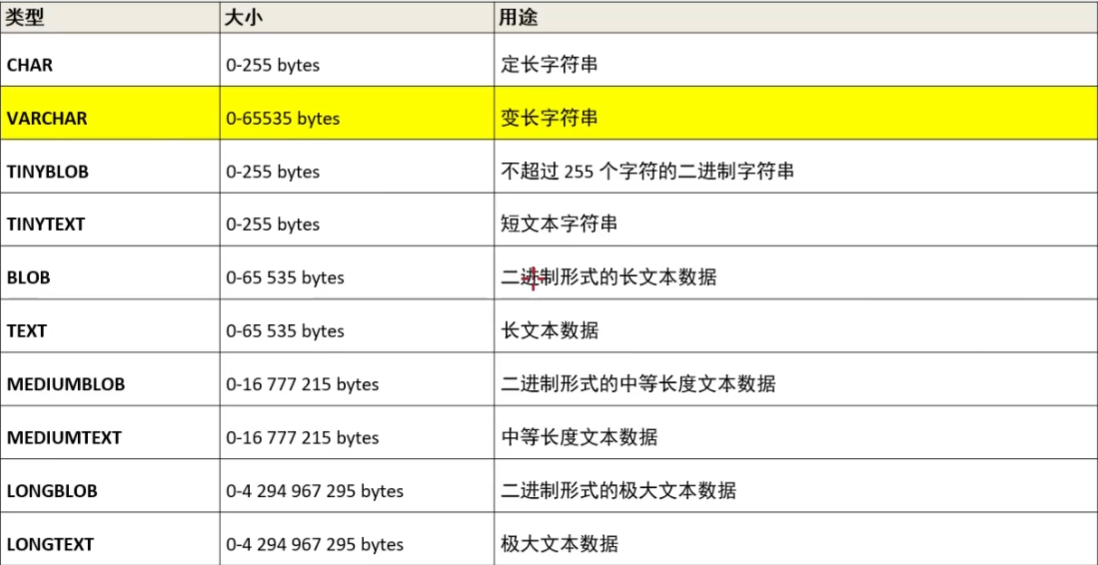 类型 大小 用途
CHAR 0-255 bytes 定长字符串
VARCHAR 0-65535 bytes 变长字符串
TINYBLOB 0-255 bytes 不超过 255 个字符的二进制字符串
TINYTEXT 0-255 bytes 短文本字符串
BLOB 0-65 535 bytes 二进制形式的长文本数据
TEXT 0-65 535 bytes 长文本数据
MEDIUMBLOB 0-16 777 215 bytes 二进制形式的中等长度文本数据
MEDIUMTEXT 0-16 777 215 bytes 中等长度文本数据
LONGBLOB 0-4 294 967 295 bytes 二进制形式的极大文本数据
LONGTEXT 0-4 294 967 295 bytes 极大文本数据